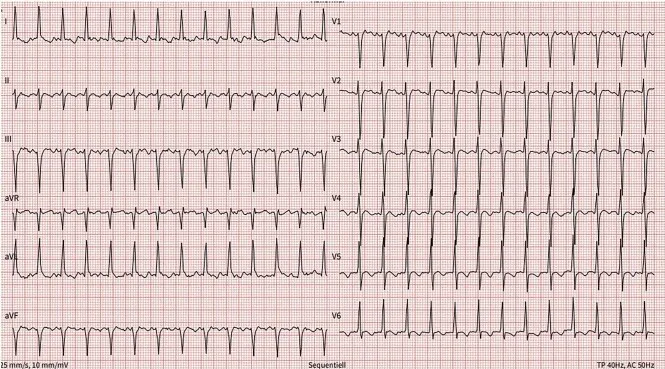 I
V1
II
V2
III
V3
aVR
V4
aVL
V5
aVF
V6
25 mm/s, 10 mm/mV
Sequentiell
TP 40Hz, AC 50Hz